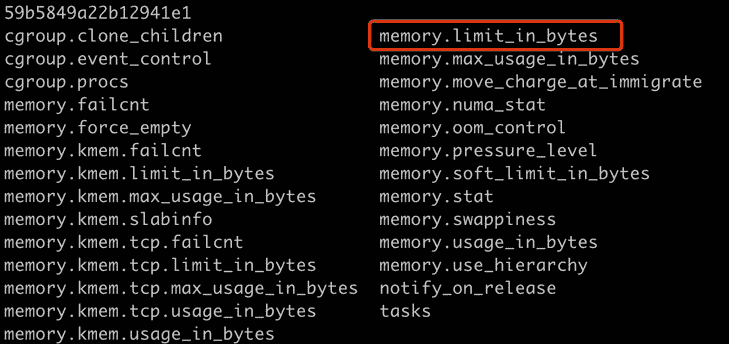 59b5849a22b12941e1
cgroup.clone_children
cgroup.event_control
cgroup.procs
memory.failcnt
memory.force_empty
memory.kmem.failcnt
memory.kmem.limit_in_bytes
memory.kmem.max_usage_in_bytes
memory.kmem.slabinfo
memory.kmem.tcp.failcnt
memory.kmem.tcp.limit_in_bytes
memory.kmem.tcp.max_usage_in_bytes
memory.kmem.tcp.usage_in_bytes
memory.kmem.usage_in_bytes
memory.limit_in_bytes
memory.max_usage_in_bytes
memory.move_charge_at_immigrate
memory.numa_stat
memory.oom_control
memory.pressure_level
memory.soft_limit_in_bytes
memory.stat
memory.swappiness
memory.usage_in_bytes
memory.use_hierarchy
notify_on_release
tasks